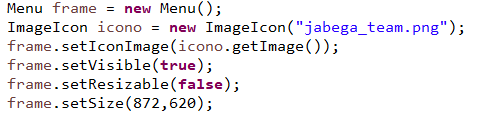 Menu frame = new Menu();
ImageIcon icono = new ImageIcon("jabega_team.png");
frame.setIconImage(icono.getImage());
frame.setVisible(true);
frame.setResizable(false);
frame.setSize(872,620);